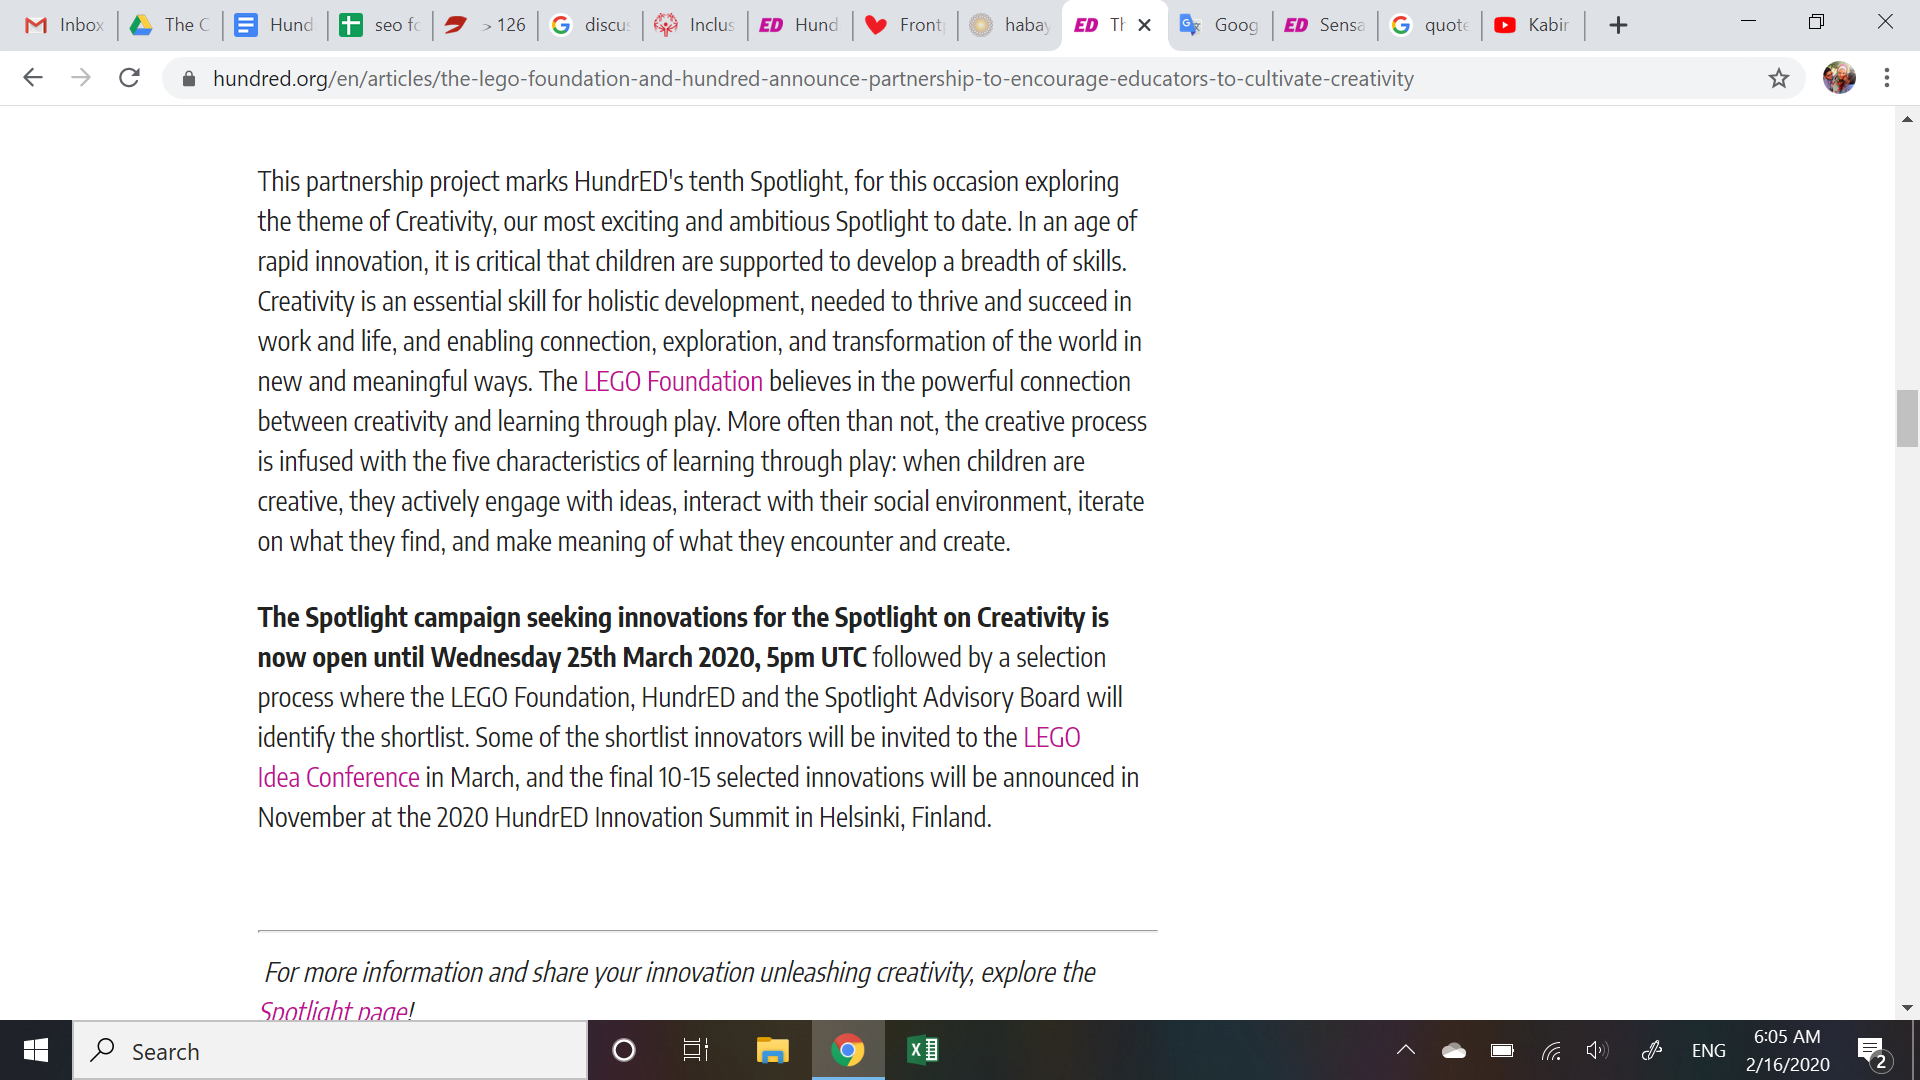 Inbox
The C
Hund
seo fo
> 126
discus
Inclus
ED Hund
Front
habay
ED Th
Goog
ED Sensa
quote
Kabir
hundred.org/en/articles/the-lego-foundation-and-hundred-announce-partnership-to-encourage-educators-to-cultivate-creativity
This partnership project marks HundrED's tenth Spotlight, for this occasion exploring
the theme of Creativity, our most exciting and ambitious Spotlight to date. In an age of
rapid innovation, it is critical that children are supported to develop a breadth of skills.
Creativity is an essential skill for holistic development, needed to thrive and succeed in
work and life, and enabling connection, exploration, and transformation of the world in
new and meaningful ways. The LEGO Foundation believes in the powerful connection
between creativity and learning through play. More often than not, the creative process
is infused with the five characteristics of learning through play: when children are
creative, they actively engage with ideas, interact with their social environment, iterate
on what they find, and make meaning of what they encounter and create.
The Spotlight campaign seeking innovations for the Spotlight on Creativity is
now open until Wednesday 25th March 2020, 5pm UTC followed by a selection
process where the LEGO Foundation, HundrED and the Spotlight Advisory Board will
identify the shortlist. Some of the shortlist innovators will be invited to the LEGO
Idea Conference in March, and the final 10-15 selected innovations will be announced in
November at the 2020 HundrED Innovation Summit in Helsinki, Finland.
For more information and share your innovation unleashing creativity, explore the
Spotlight page!
Search
ENG
6:05 AM
2/16/2020
2